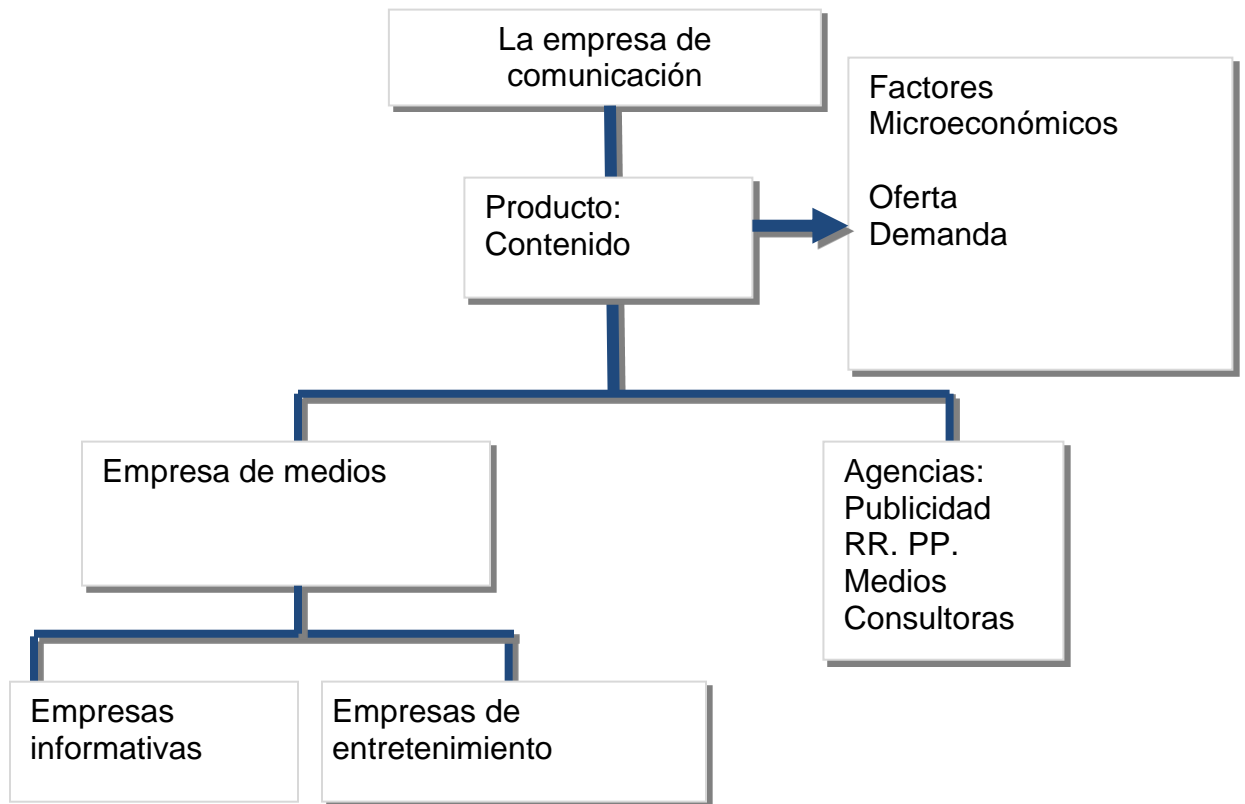 La empresa de
comunicación
Factores
Microeconómicos
Oferta
Demanda
Producto:
Contenido
Empresa de medios
Agencias:
Publicidad
RR. PP.
Medios
Consultoras
Empresas
informativas
Empresas de
entretenimiento